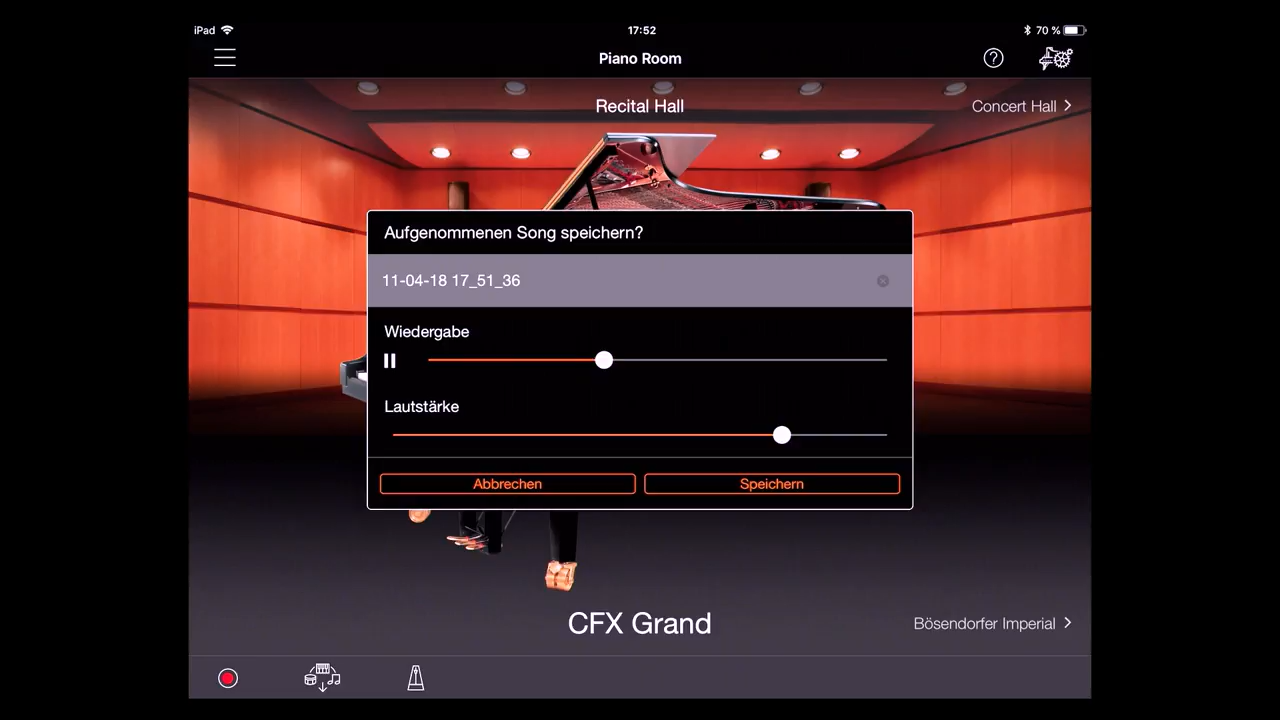 iPad
17:52
70 %
Piano Room
Recital Hall
Concert Hall
Aufgenommenen Song speichern?
11-04-18 17_51_36
Wiedergabe
Lautstärke
Abbrechen
Speichern
CFX Grand
Bösendorfer Imperial